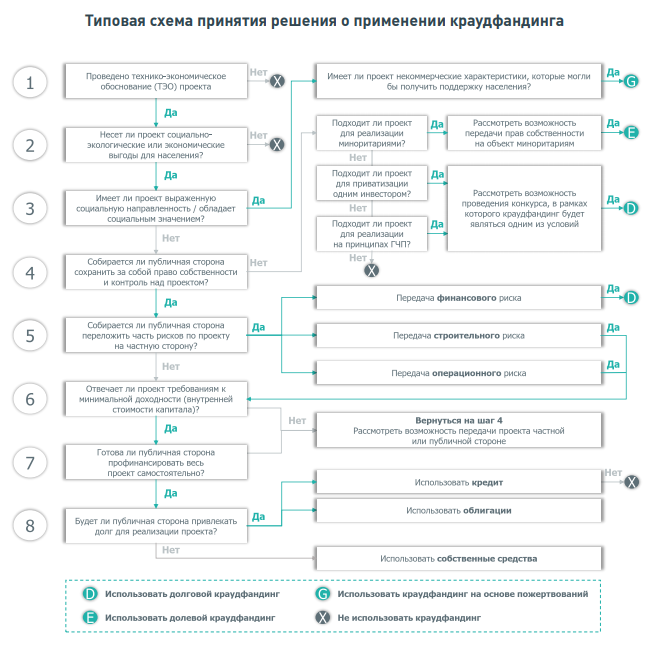 Типовая схема принятия решения о применении краудфандинга
1
Проведено технико-экономическое
обоснование (ТЭО) проекта
Нет
X
Имеет ли проект некоммерческие характеристики, которые могли
бы получить поддержку населения?
Да
G
Да
2
Несет ли проект социально-
экологические или экономические
выгоды для населения?
Нет
X
Подходит ли проект
для реализации
миноритариями?
Да
Рассмотреть возможность
передачи прав собственности
на объект миноритариям
Да
E
Да
Нет
3
Имеет ли проект выраженную
социальную направленность / обладает
социальным значением?
Да
Подходит ли проект
для приватизации
одним инвестором?
Да
Рассмотреть возможность
проведения конкурса, в рамках
которого краудфандинг будет
являться одним из условий
Да
D
Нет
Подходит ли проект
для реализации
на принципах ГЧП?
Да
Нет
Нет
X
4
Собирается ли публичная сторона
сохранить за собой право собственности
и контроль над проектом?
Нет
Да
Передача финансового риска
Да
D
5
Собирается ли публичная сторона
переложить часть рисков по проекту
на частную сторону?
Да
Передача строительного риска
Да
Нет
Передача операционного риска
Да
6
Отвечает ли проект требованиям к
минимальной доходности (внутренней
стоимости капитала)?
Нет
Вернуться на шаг 4
Рассмотреть возможность передачи проекта частной
или публичной стороне
Да
7
Готова ли публичная сторона
профинансировать весь
проект самостоятельно?
Да
Использовать кредит
Нет
X
8
Будет ли публичная сторона привлекать
долг для реализации проекта?
Да
Использовать облигации
Нет
Использовать собственные средства
D Использовать долговой краудфандинг
G Использовать краудфандинг на основе пожертвований
E Использовать долевой краудфандинг
X Не использовать краудфандинг